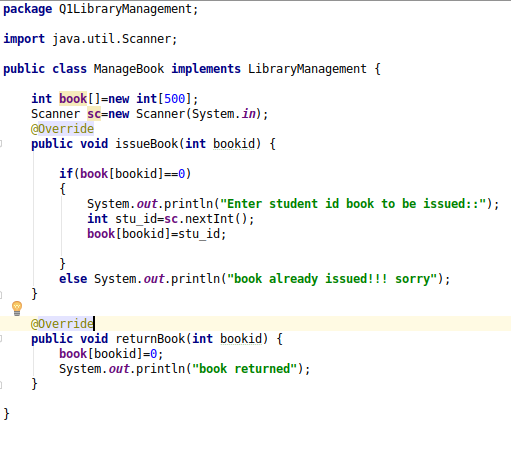 package Q1LibraryManagement;
import java.util.Scanner;
public class ManageBook implements LibraryManagement {
int book[]=new int[500];
Scanner sc=new Scanner(System.in);
@Override
public void issueBook(int bookid) {
if(book[bookid]==0)
{
System.out.println("Enter student id book to be issued::");
int stu_id=sc.nextInt();
book[bookid]=stu_id;
}
else System.out.println("book already issued!!! sorry");
}
@Override
public void returnBook(int bookid) {
book[bookid]=0;
System.out.println("book returned");
}
}